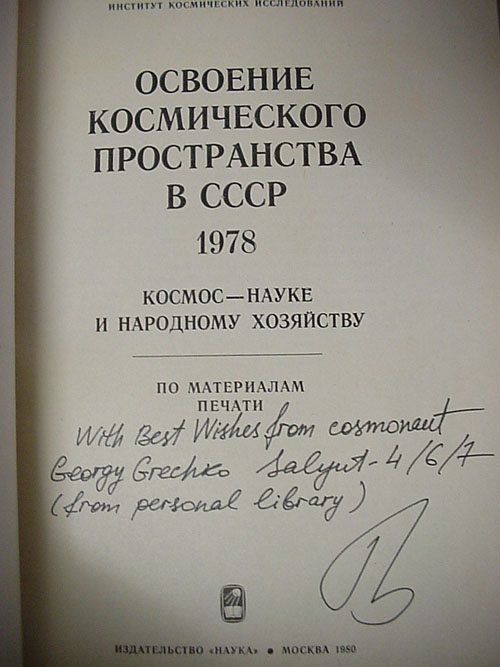 ИНСТИТУТ КОСМИЧЕСКИХ ИССЛЕДОВАНИЙ
ОСВОЕНИЕ
КОСМИЧЕСКОГО
ПРОСТРАНСТВА
В СССР
1978
КОСМОС—НАУКЕ
И НАРОДНОМУ ХОЗЯЙСТВУ
ПО МАТЕРИАЛАМ
ПЕЧАТИ
With Best Wishes from cosmonaut
Georgy Grechko Salyut-4/6/7
(from personal library)
ИЗДАТЕЛЬСТВО «НАУКА» • МОСКВА 1980